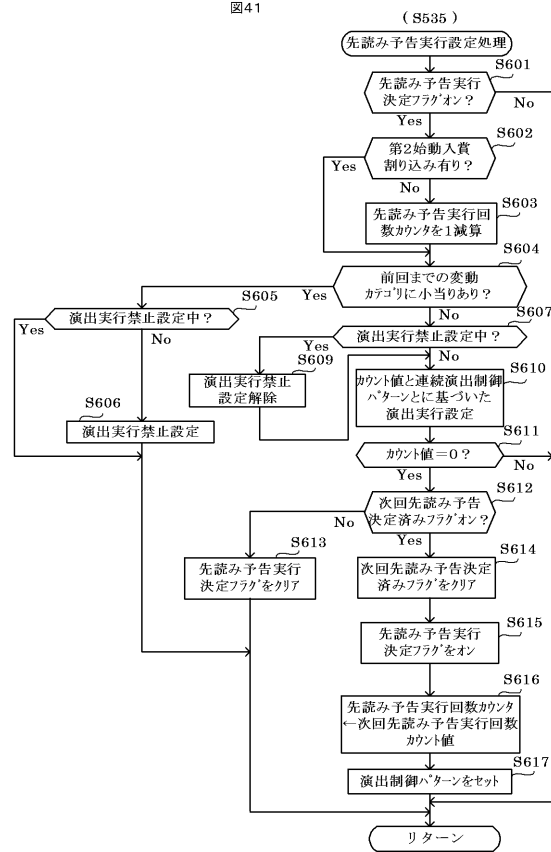 図41
(S535)
先読み予告実行設定処理
S601
先読み予告実行
決定フラグオン？
No
Yes
S602
第2始動入賞
割り込み有り？
Yes
No
S603
先読み予告実行回
数カウンタを1減算
S604
前回までの変動
カテゴリに小当りあり？
Yes
No
S605
演出実行禁止設定中？
Yes
No
S607
演出実行禁止設定中？
Yes
No
S609
演出実行禁止
設定解除
S610
カウント値と連続演出制御
パターンとに基づいた
演出実行設定
S606
演出実行禁止設定
S611
カウント値=0？
No
Yes
S612
次回先読み予告
決定済みフラグオン？
No
Yes
S613
先読み予告実行
決定フラグをクリア
S614
次回先読み予告決定
済みフラグをクリア
S615
先読み予告実行
決定フラグをオン
S616
先読み予告実行回数カウンタ
←次回先読み予告実行回数
カウント値
S617
演出制御パターンをセット
リターン